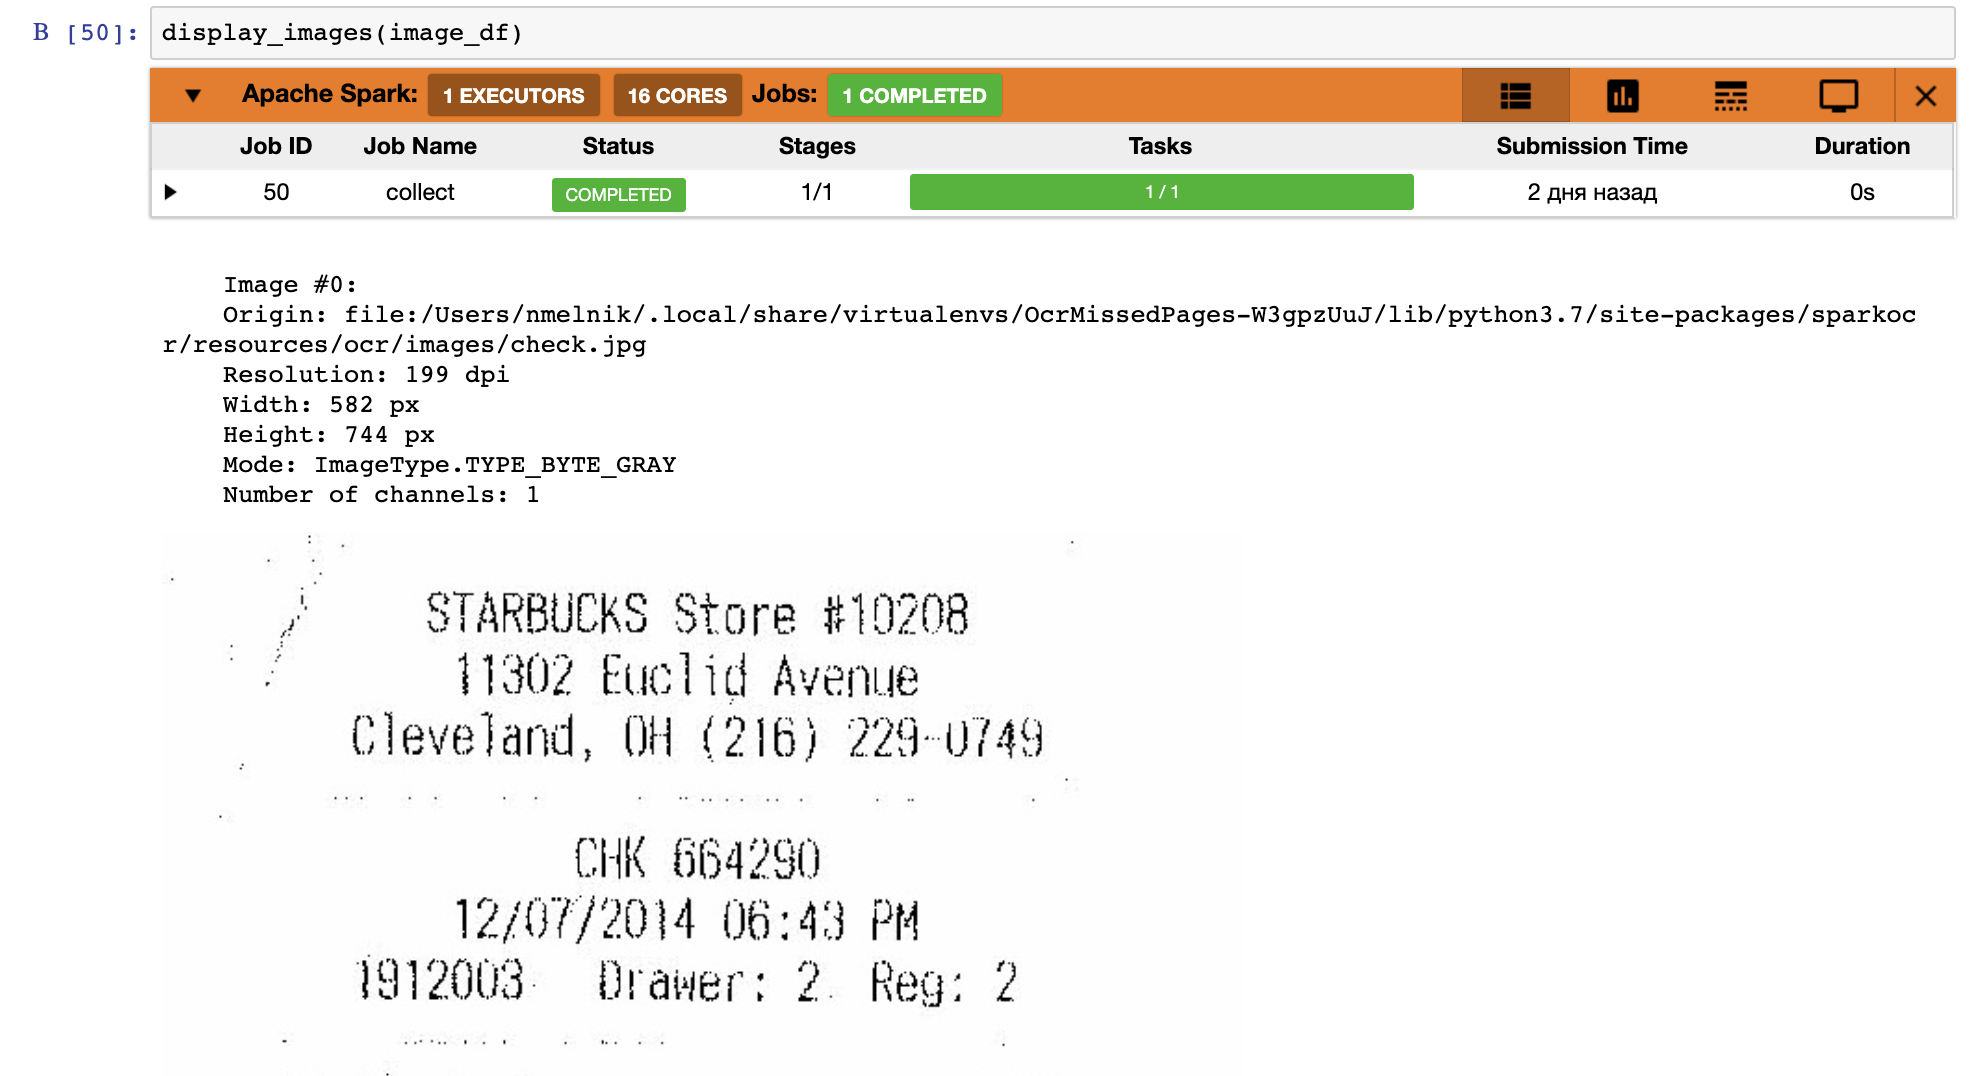 B [50]: display_images(image_df)
▼ Apache Spark: 1 EXECUTORS 16 CORES Jobs: 1 COMPLETED
Job ID Job Name Status Stages Tasks Submission Time Duration
50 collect COMPLETED 1/1 1 / 1 2 дня назад 0s
Image #0:
Origin: file:/Users/nmelnik/.local/share/virtualenvs/OcrMissedPages-W3gpzUuJ/lib/python3.7/site-packages/sparkoc
r/resources/ocr/images/check.jpg
Resolution: 199 dpi
Width: 582 px
Height: 744 px
Mode: ImageType.TYPE_BYTE_GRAY
Number of channels: 1
STARBUCKS Store #10208
11302 Euclid Avenue
Cleveland, OH (216) 229-0749
CHK 664290
12/07/2014 06:43 PM
1912003 Drawer: 2 Reg: 2